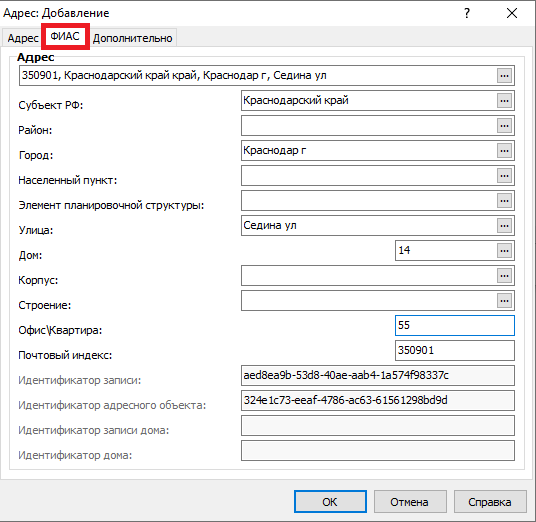 Адрес: Добавление
Адрес ФИАС Дополнительно
Адрес
350901, Краснодарский край край, Краснодар г, Седина ул ...
Субъект РФ: Краснодарский край ...
Район: ...
Город: Краснодар г ...
Населенный пункт: ...
Элемент планировочной структуры: ...
Улица: Седина ул ...
Дом: 14 ...
Корпус: ...
Строение: ...
Офис\Квартира: 55
Почтовый индекс: 350901
Идентификатор записи: aed8ea9b-53d8-40ae-aab4-1a574f98337c
Идентификатор адресного объекта: 324e1c73-eeaf-4786-ac63-61561298bd9d
Идентификатор записи дома:
Идентификатор дома:
ОК Отмена Справка